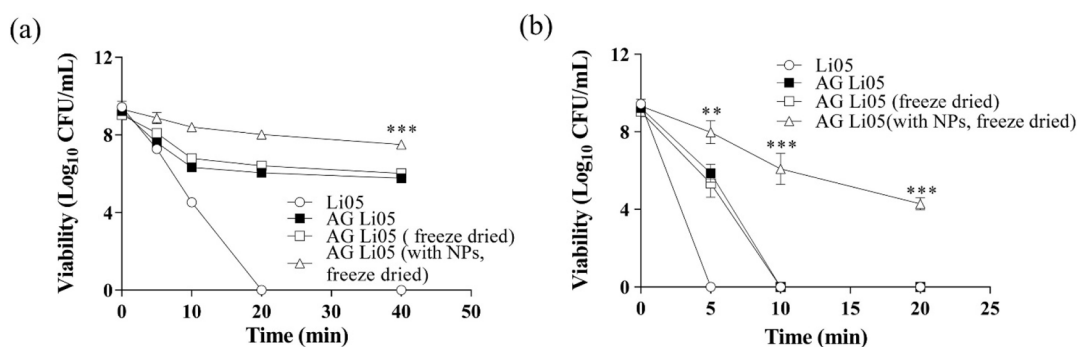 (a)
Viability (Log10 CFU/mL)
12
8
4
0
***
Li05
AG Li05
AG Li05 ( freeze dried)
AG Li05 (with NPs,
freeze dried)
0 10 20 30 40 50
Time (min)
(b)
Viability (Log10 CFU/mL)
12
8
4
0
Li05
AG Li05
AG Li05 (freeze dried)
AG Li05(with NPs, freeze dried)
**
***
***
0 5 10 15 20 25
Time (min)